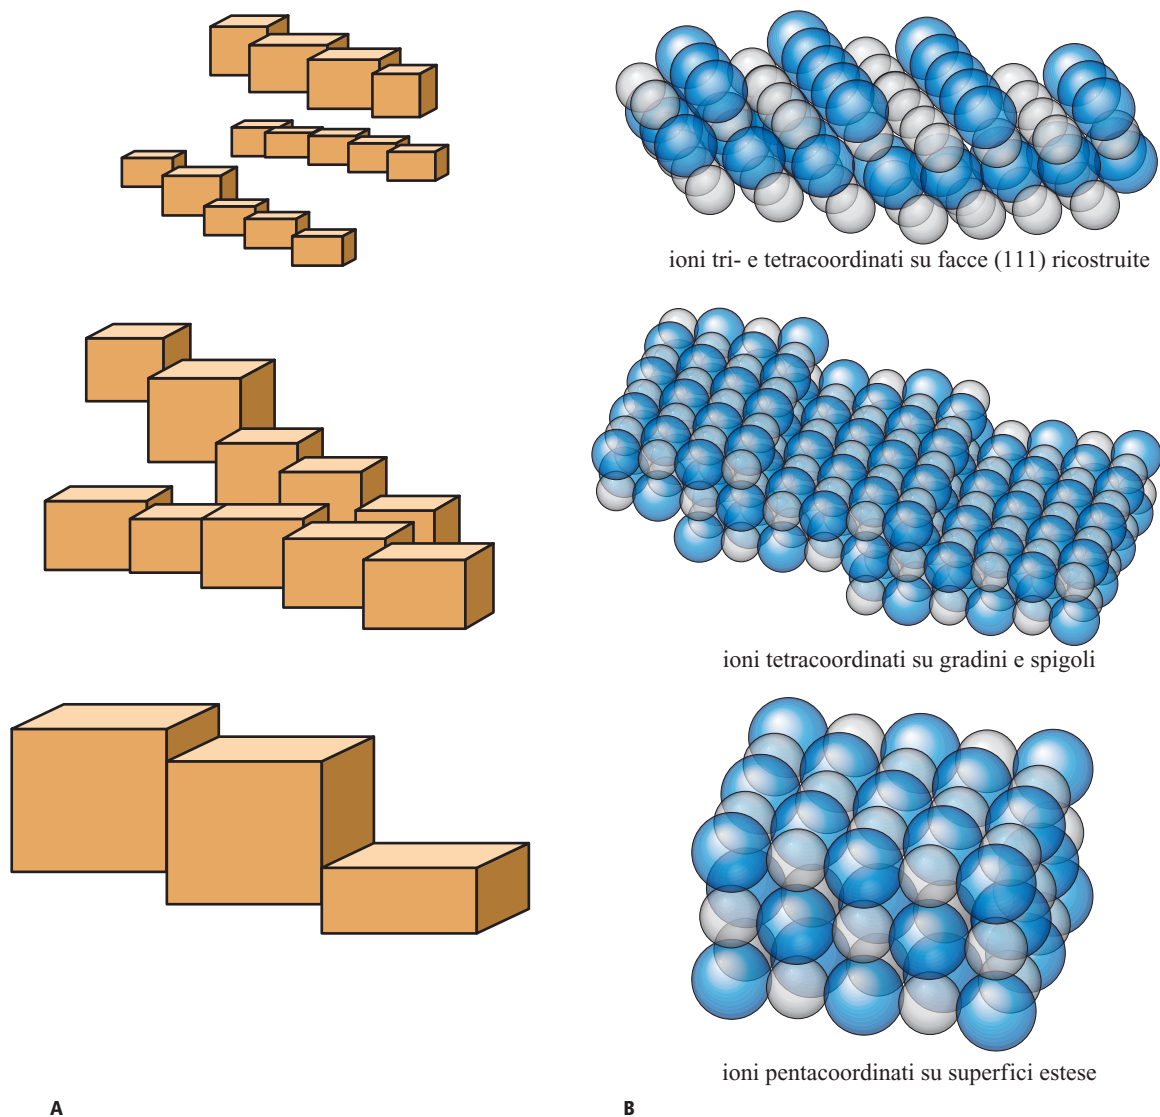 ioni tri- e tetracoordinati su facce (111) ricostruite
ioni tetracoordinati su gradini e spigoli
ioni pentacoordinati su superfici estese
A
B